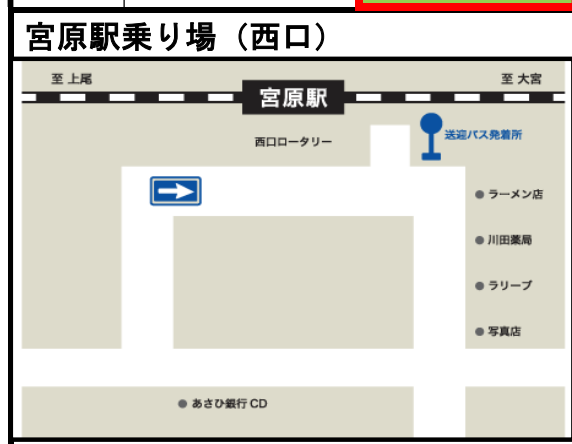 宮原駅乗り場（西口）
至 上尾
至 大宮
宮原駅
西口ロータリー
送迎バス発着所
ラーメン店
川田薬局
ラリーブ
写真店
あさひ銀行 CD